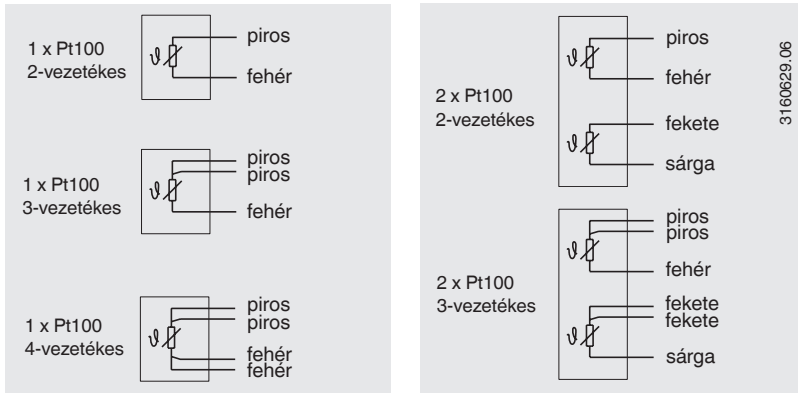 1 x Pt100
2-vezetékes
ϑ
piros
fehér
1 x Pt100
3-vezetékes
ϑ
piros
piros
fehér
1 x Pt100
4-vezetékes
ϑ
piros
piros
fehér
fehér
2 x Pt100
2-vezetékes
ϑ
piros
fehér
ϑ
fekete
sárga
2 x Pt100
3-vezetékes
ϑ
piros
piros
fehér
ϑ
fekete
fekete
sárga
3160629.06